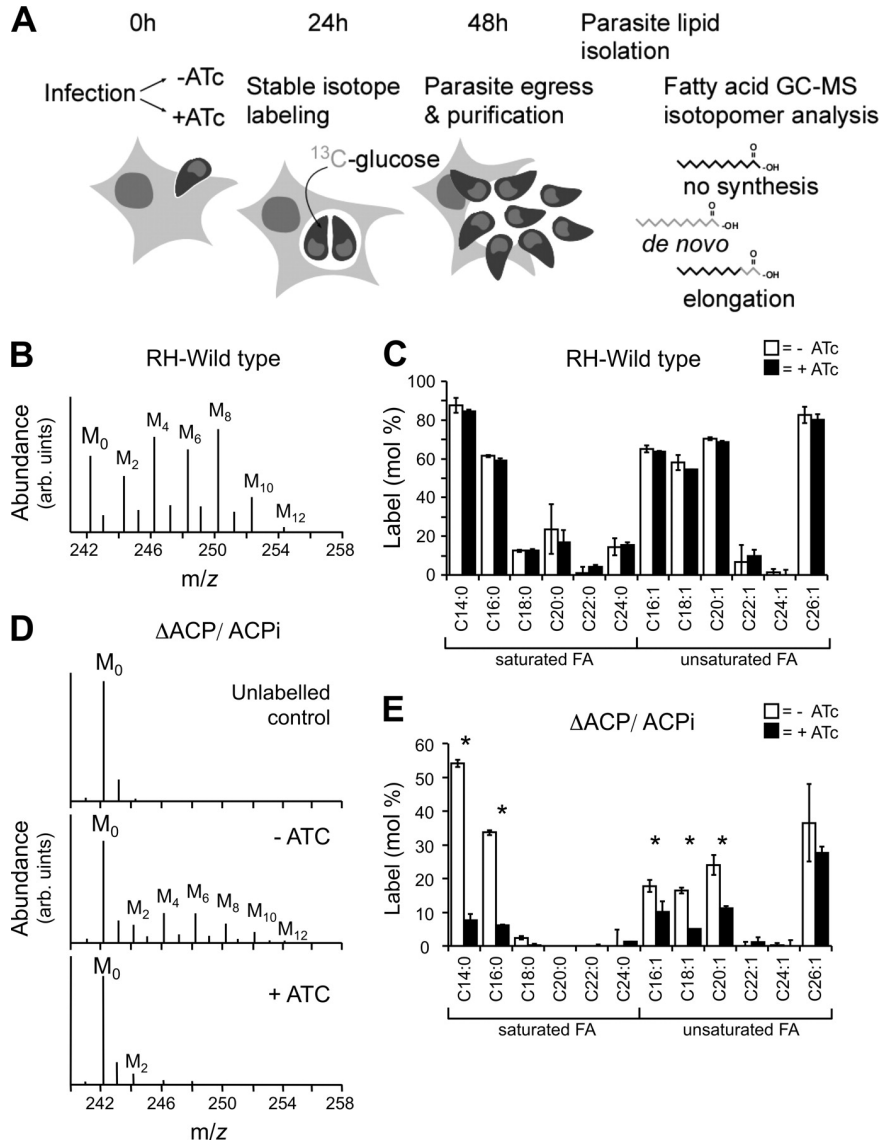 A
0h
24h
48h
Parasite lipid
isolation
Infection
-ATc
+ATc
Stable isotope
labeling
Parasite egress
& purification
Fatty acid GC-MS
isotopomer analysis
13C-glucose
O
-OH
no synthesis
O
-OH
de novo
O
-OH
elongation
B
RH-Wild type
Abundance
(arb. uints)
M0
M2
M4
M6
M8
M10
M12
242
246
250
254
258
m/z
C
RH-Wild type
= - ATc
= + ATc
Label (mol %)
100
80
60
40
20
0
C14:0
C16:0
C18:0
C20:0
C22:0
C24:0
C16:1
C18:1
C20:1
C22:1
C24:1
C26:1
saturated FA
unsaturated FA
D
ΔACP/ ACPi
M0
Unlabelled
control
M0
- ATC
M2
M4
M6
M8
M10
M12
Abundance
(arb. uints)
M0
+ ATC
M2
242
246
250
254
258
m/z
E
ΔACP/ ACPi
= - ATc
= + ATc
Label (mol %)
60
50
40
30
20
10
0
* * * * *
C14:0
C16:0
C18:0
C20:0
C22:0
C24:0
C16:1
C18:1
C20:1
C22:1
C24:1
C26:1
saturated FA
unsaturated FA